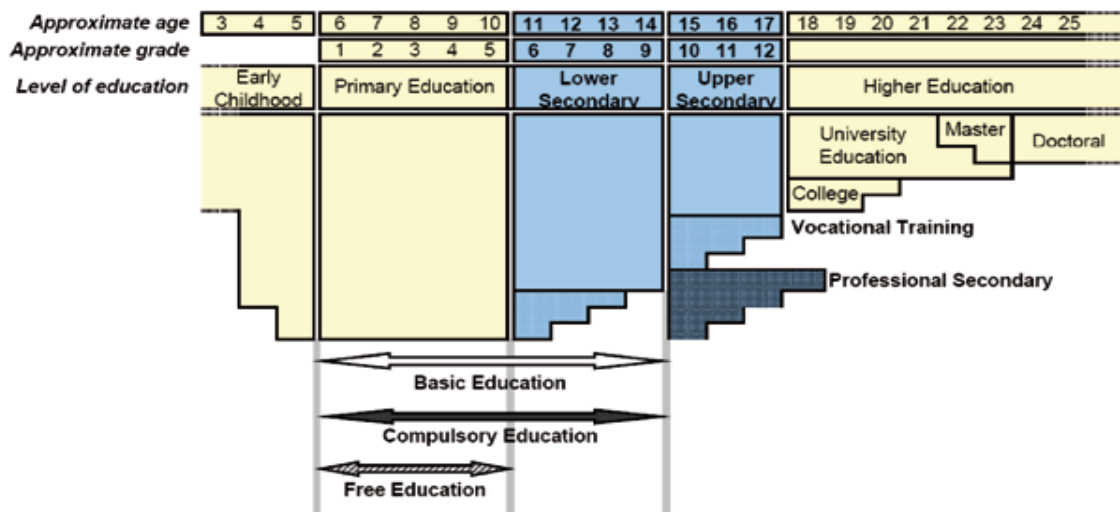 Approximate age 3 4 5 6 7 8 9 10 11 12 13 14 15 16 17 18 19 20 21 22 23 24 25
Approximate grade 1 2 3 4 5 6 7 8 9 10 11 12
Level of education
Early
Childhood
Primary Education
Lower
Secondary
Upper
Secondary
Higher Education
University
Education
Master
Doctoral
College
Vocational Training
Professional Secondary
Basic Education
Compulsory Education
Free Education